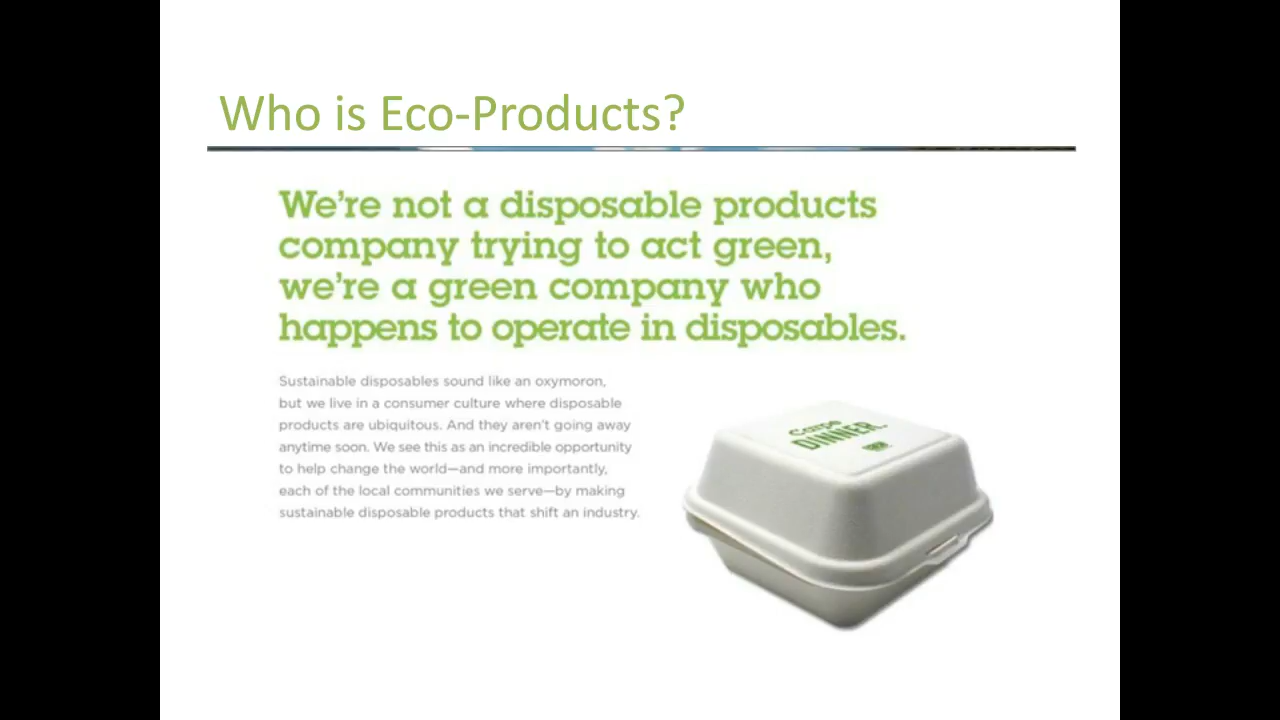 Who is Eco-Products?
We're not a disposable products
company trying to act green,
we're a green company who
happens to operate in disposables.
Sustainable disposables sound like an oxymoron,
but we live in a consumer culture where disposable
products are ubiquitous. And they aren't going away
anytime soon. We see this as an incredible opportunity
to help change the world—and more importantly,
each of the local communities we serve—by making
sustainable disposable products that shift an industry.
Carpe
DINNER.